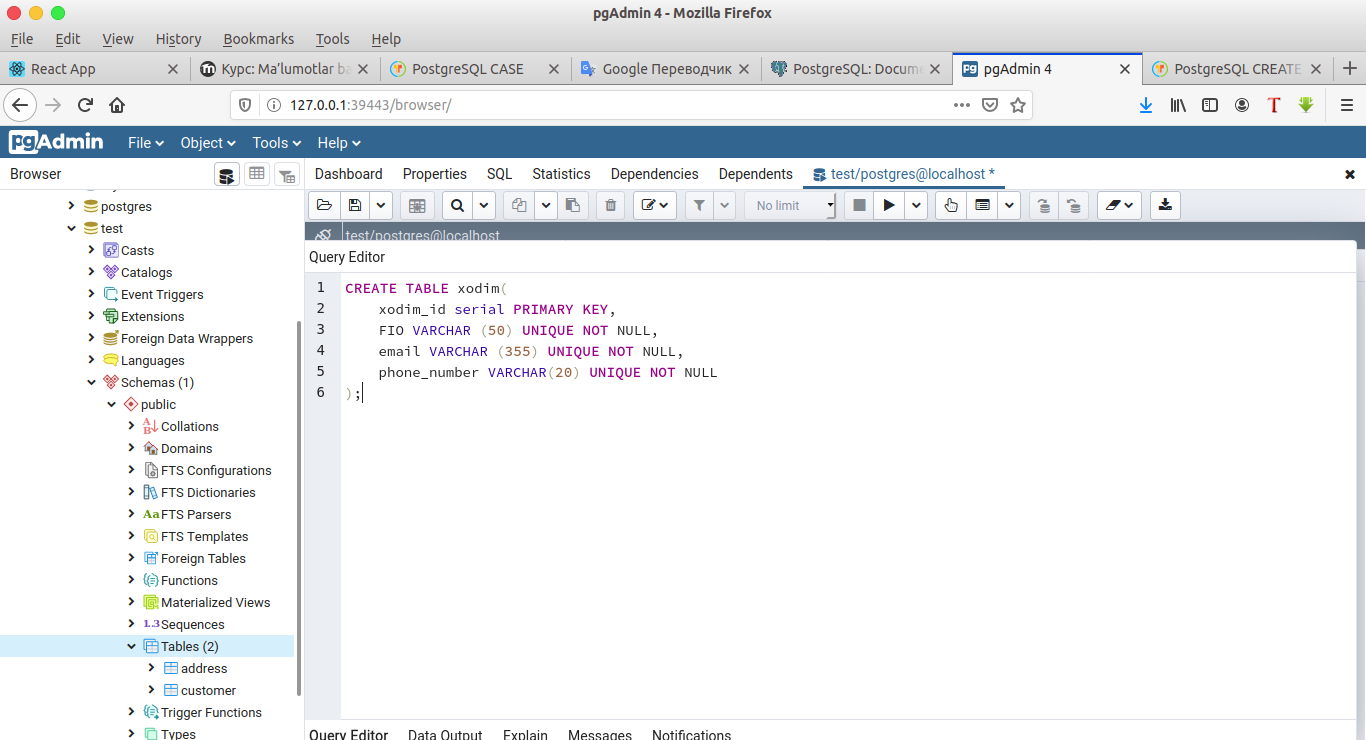 pgAdmin 4 - Mozilla Firefox
File Edit View History Bookmarks Tools Help
React App
Курс: Ma'lumotlar ba
PostgreSQL CASE
Google Переводчик
PostgreSQL: Docume
pgAdmin 4
PostgreSQL CREATE
127.0.0.1:39443/browser/
pgAdmin File Object Tools Help
Browser
Dashboard Properties SQL Statistics Dependencies Dependents test/postgres@localhost *
No limit
test/postgres@localhost
postgres
test
Casts
Catalogs
Event Triggers
Extensions
Foreign Data Wrappers
Languages
Schemas (1)
public
Collations
Domains
FTS Configurations
FTS Dictionaries
FTS Parsers
FTS Templates
Foreign Tables
Functions
Materialized Views
1.3 Sequences
Tables (2)
address
customer
Trigger Functions
Types
Query Editor
1 CREATE TABLE xodim(
2 xodim_id serial PRIMARY KEY,
3 FIO VARCHAR (50) UNIQUE NOT NULL,
4 email VARCHAR (355) UNIQUE NOT NULL,
5 phone_number VARCHAR(20) UNIQUE NOT NULL
6 );
Query Editor Data Output Explain Messages Notifications